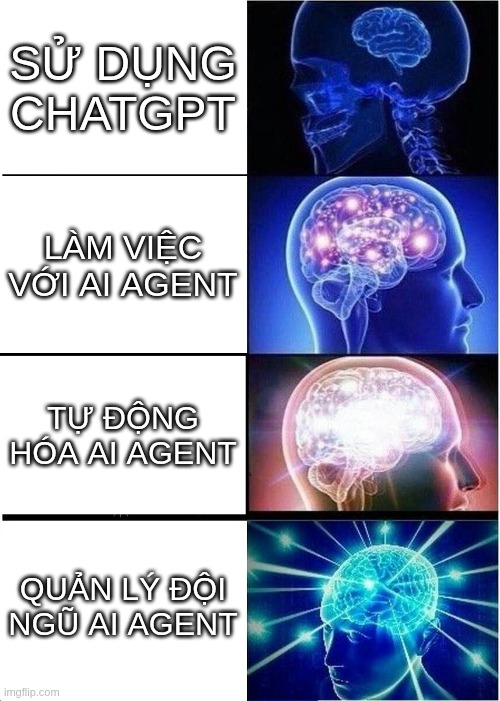 SỬ DỤNG
CHATGPT
LÀM VIỆC
VỚI AI AGENT
TỰ ĐỘNG
HÓA AI AGENT
QUẢN LÝ ĐỘI
NGŨ AI AGENT
imgflip.com